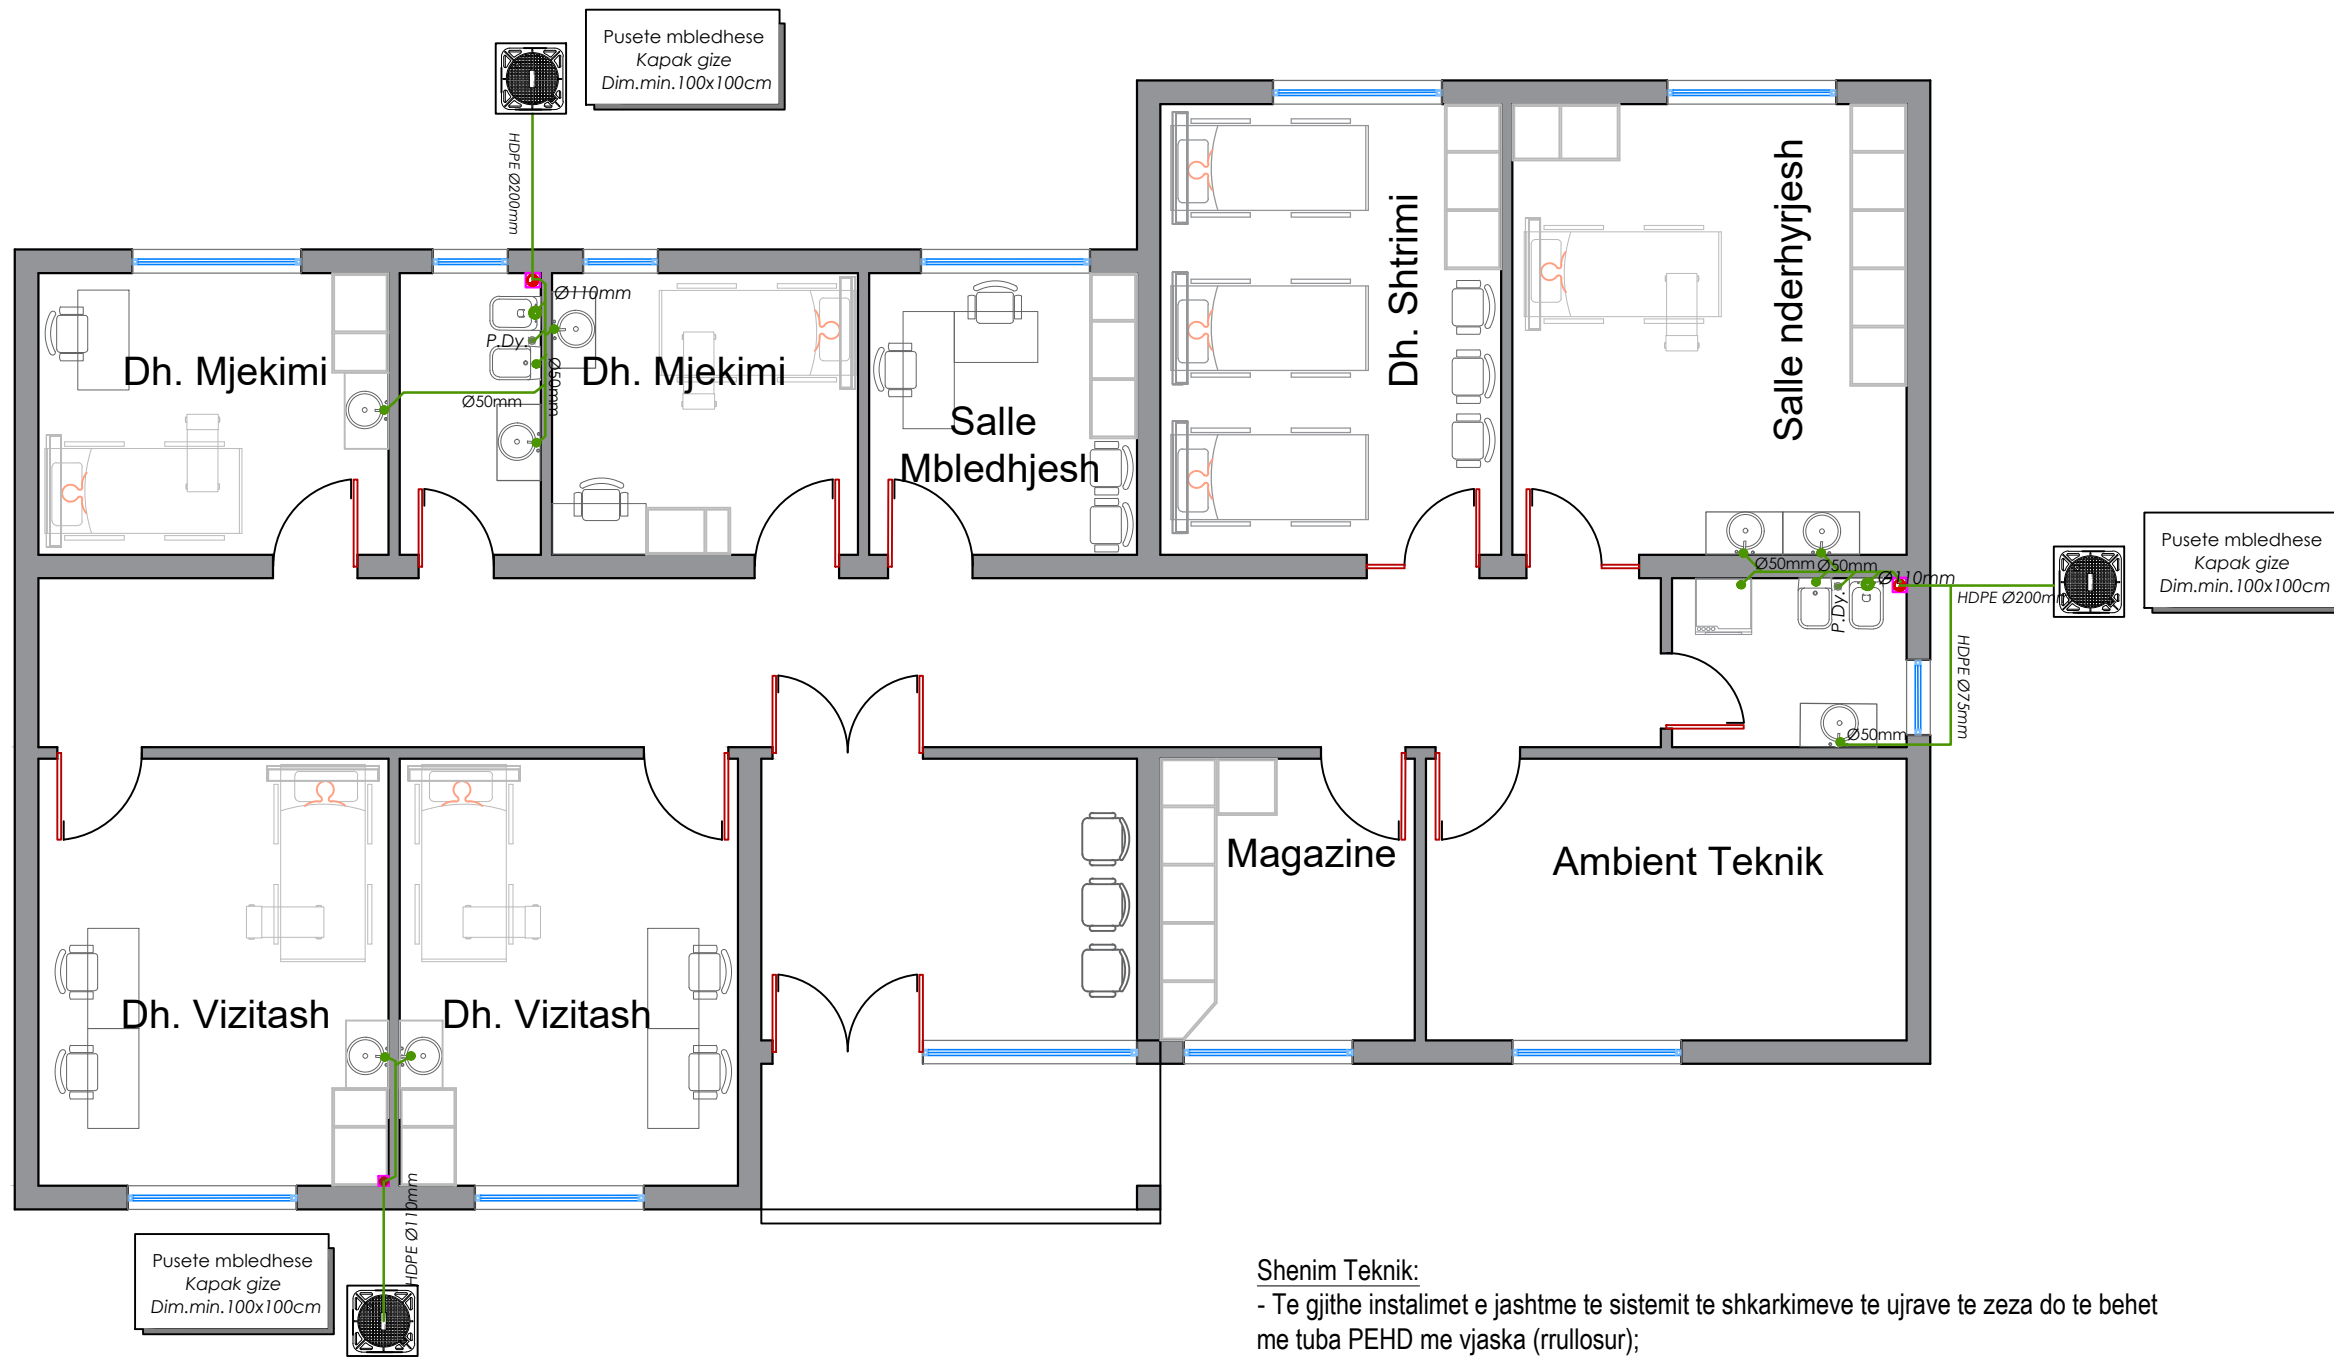 Pusete mbledhese
Kapak gize
Dim.min.100x100cm
HDPE Ø200mm
Ø110mm
P.Dy.
Ø50mm
Ø50mm
Dh. Mjekimi
Dh. Mjekimi
Salle
Mbledhjesh
Dh. Shtrimi
Salle nderhyrjesh
Pusete mbledhese
Kapak gize
Dim.min.100x100cm
Ø50mm
Ø50mm
Ø110mm
P.Dy.
HDPE Ø200mm
HDPE Ø75mm
Ø50mm
Magazine
Ambient Teknik
Dh. Vizitash
Dh. Vizitash
HDPE Ø110mm
Pusete mbledhese
Kapak gize
Dim.min.100x100cm
Shenim Teknik:
- Te gjithe instalimet e jashtme te sistemit te shkarkimeve te ujrave te zeza do te behet
me tuba PEHD me vjaska (rrullosur);